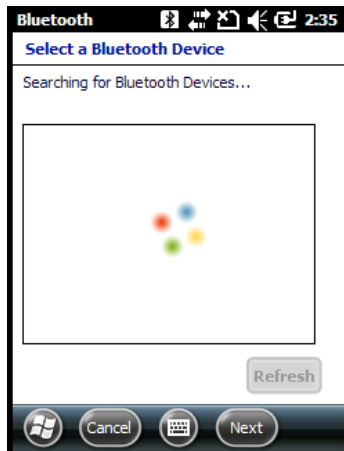 Bluetooth 2:35
Select a Bluetooth Device
Searching for Bluetooth Devices...
Refresh
Cancel Next